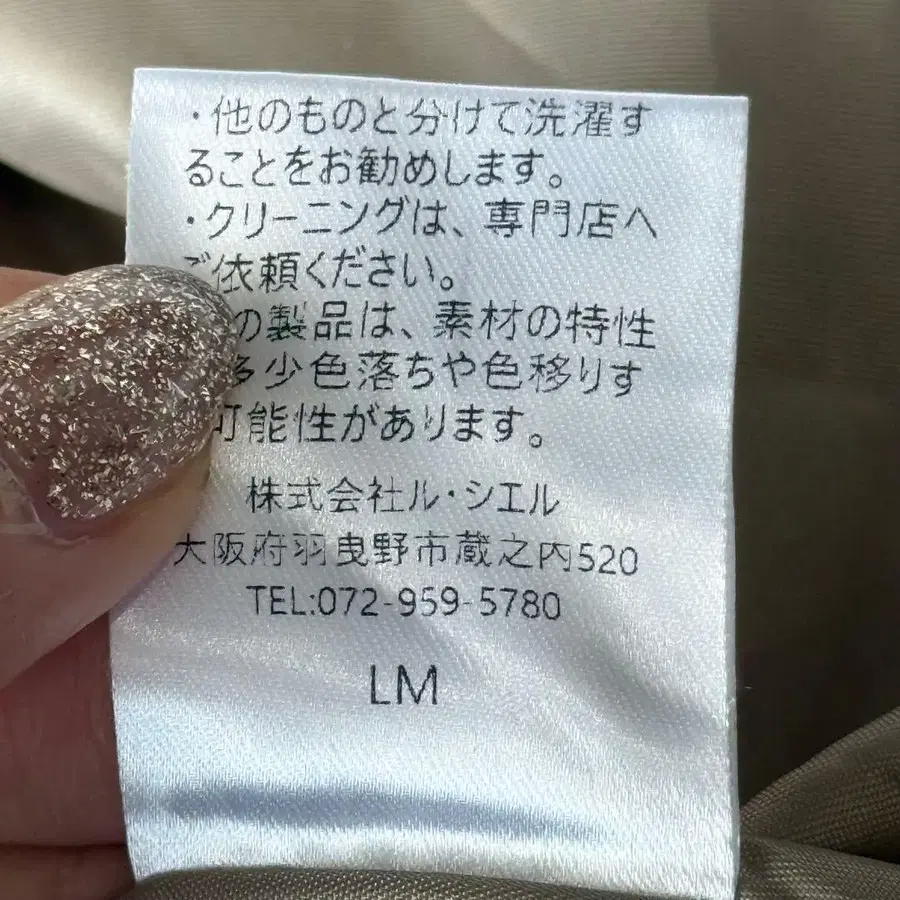 ・他のものと分けて洗濯す
ることをお勧めします。
・クリーニングは、専門店へ
ご依頼ください。
の製品は、素材の特性
多少色落ちや色移りす
可能性があります。
株式会社ル・シエル
大阪府羽曳野市蔵之内520
TEL:072-959-5780
LM